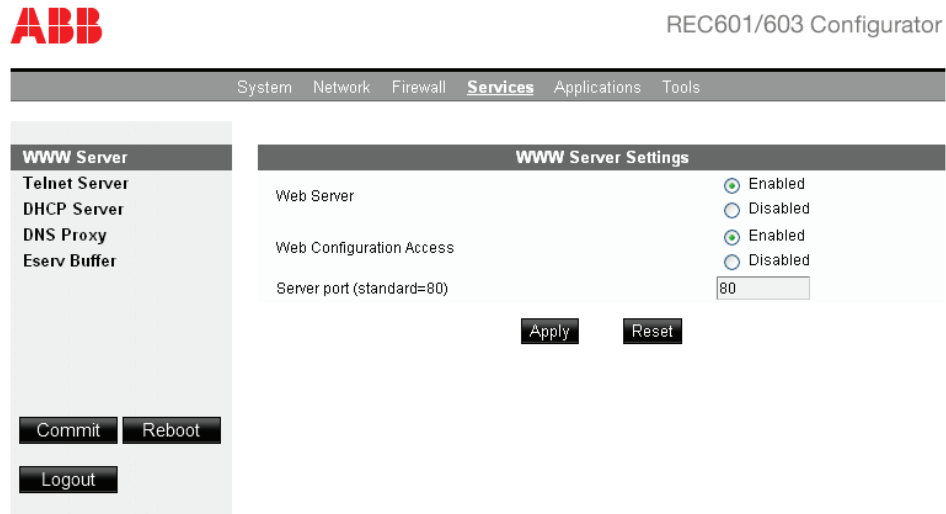 ABB
REC601/603 Configurator
System Network Firewall Services Applications Tools
WWW Server
Telnet Server
DHCP Server
DNS Proxy
Eserv Buffer
Commit Reboot
Logout
WWW Server Settings
Web Server
Enabled
Disabled
Web Configuration Access
Enabled
Disabled
Server port (standard=80) 80
Apply Reset